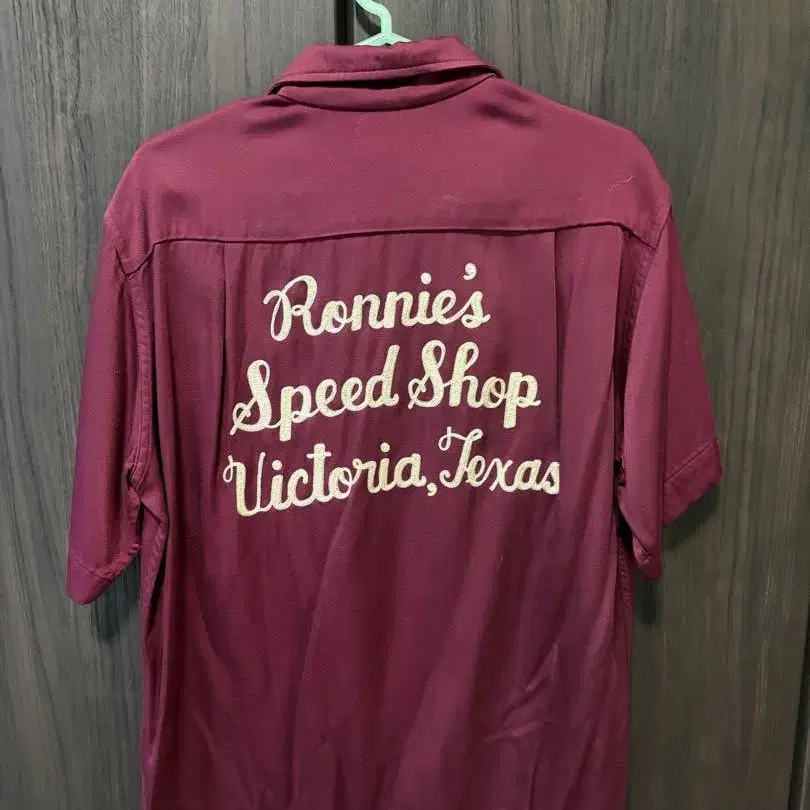 Ronnie's
Speed Shop
Victoria, Texas